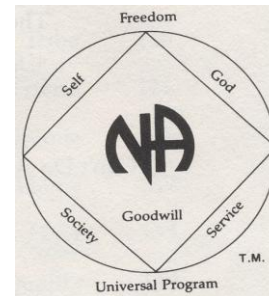 Freedom
Self
God
NA
Goodwill
Society
Service
T.M.
Universal Program